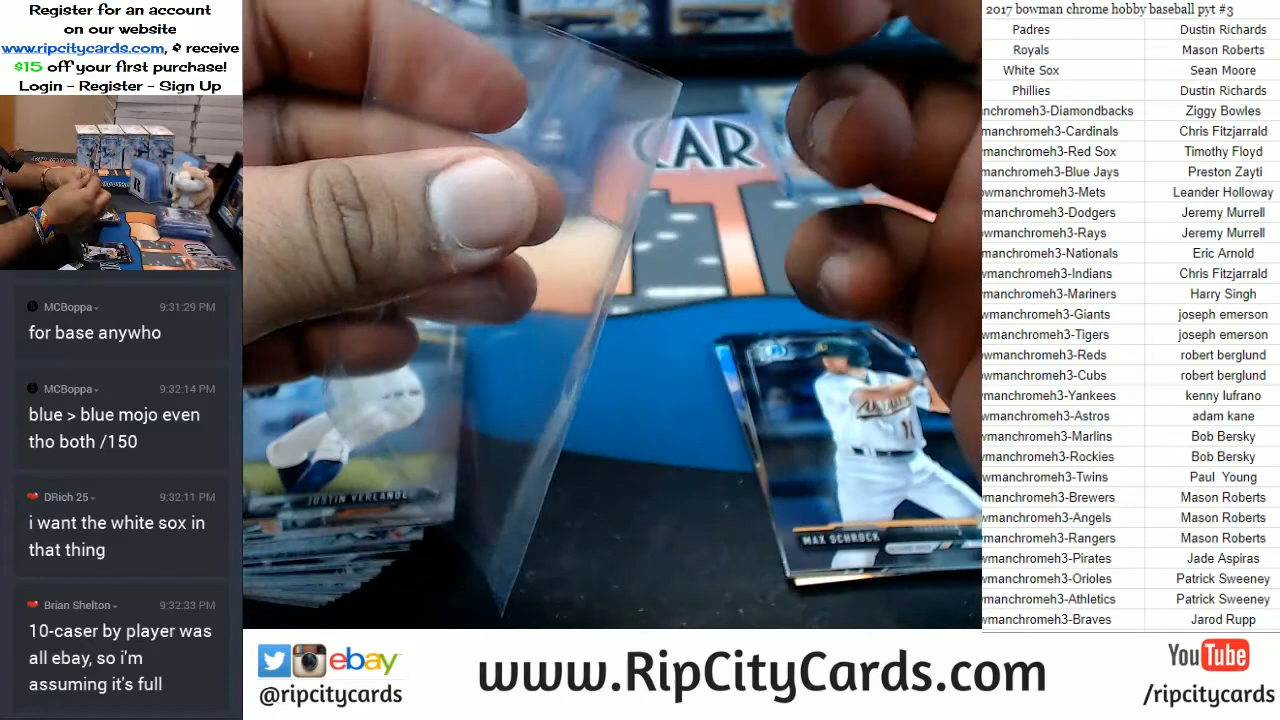 Register for an account
on our website
www.ripcitycards.com, & receive
$15 off your first purchase!
Login - Register - Sign Up
MCBoppa
9:31:29 PM
for base anywho
MCBoppa
9:32:14 PM
blue > blue mojo even
tho both /150
DRich 25
9:32:11 PM
i want the white sox in
that thing
Brian Shelton
9:32:33 PM
10-caser by player was
all ebay, so i'm
assuming it's full
CAR
JUSTIN VERLANDE
MAX SCHROCK
2017 bowman chrome hobby baseball pyt #3
Padres Dustin Richards
Royals Mason Roberts
White Sox Sean Moore
Phillies Dustin Richards
nchromeh3-Diamondbacks Ziggy Bowles
manchromeh3-Cardinals Chris Fitzjarrald
manchromeh3-Red Sox Timothy Floyd
manchromeh3-Blue Jays Preston Zayti
owmanchromeh3-Mets Leander Holloway
wmanchromeh3-Dodgers Jeremy Murrell
owmanchromeh3-Rays Jeremy Murrell
manchromeh3-Nationals Eric Arnold
wmanchromeh3-Indians Chris Fitzjarrald
manchromeh3-Mariners Harry Singh
wmanchromeh3-Giants joseph emerson
wmanchromeh3-Tigers joseph emerson
wmanchromeh3-Reds robert berglund
wmanchromeh3-Cubs robert berglund
wmanchromeh3-Yankees kenny lufrano
wmanchromeh3-Astros adam kane
wmanchromeh3-Marlins Bob Bersky
wmanchromeh3-Rockies Bob Bersky
wmanchromeh3-Twins Paul Young
wmanchromeh3-Brewers Mason Roberts
wmanchromeh3-Angels Mason Roberts
wmanchromeh3-Rangers Mason Roberts
wmanchromeh3-Pirates Jade Aspiras
wmanchromeh3-Orioles Patrick Sweeney
wmanchromeh3-Athletics Patrick Sweeney
wmanchromeh3-Braves Jarod Rupp
ebay
@ripcitycards
www.RipCityCards.com
YouTube
/ripcitycards